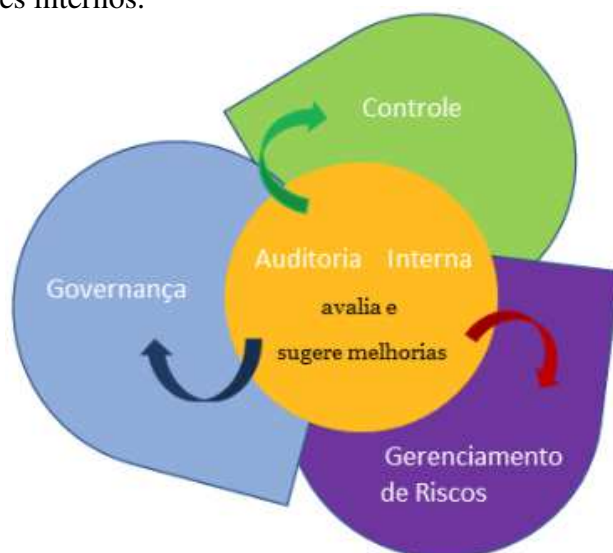 es internos.
Controle
Auditoria Interna
avalia e
sugere melhorias
Governança
Gerenciamento
de Riscos